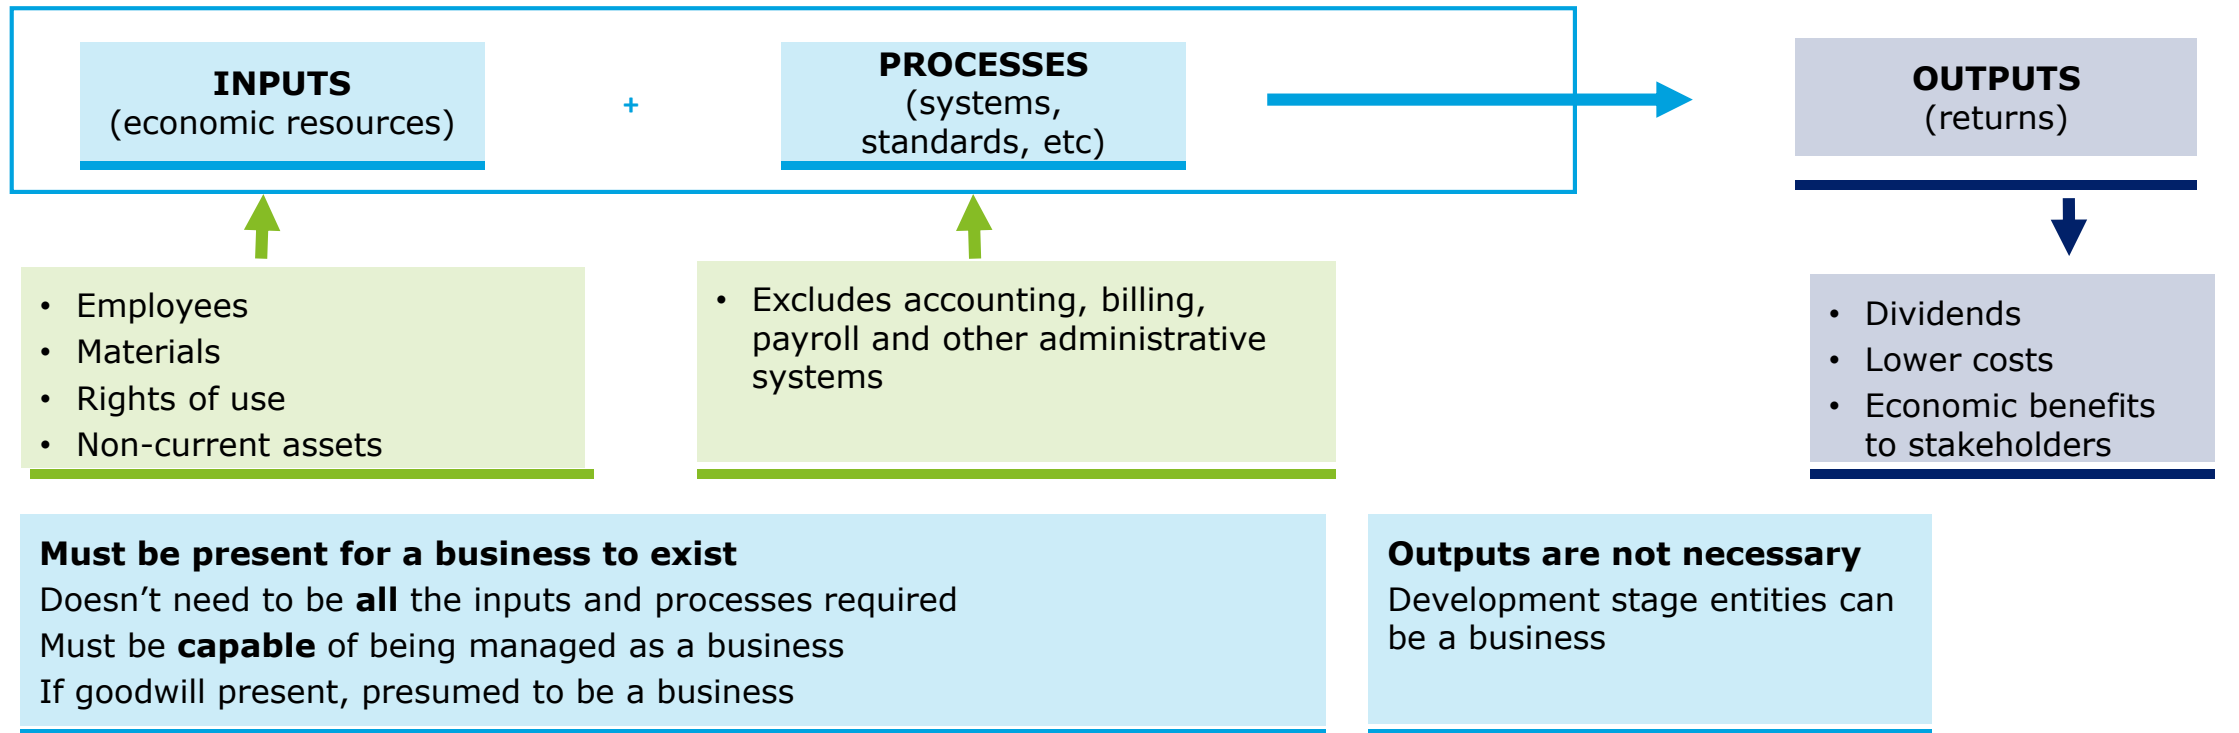 INPUTS
(economic resources)
+
PROCESSES
(systems,
standards, etc)
OUTPUTS
(returns)
• Employees
• Materials
• Rights of use
• Non-current assets
• Excludes accounting, billing,
payroll and other administrative
systems
• Dividends
• Lower costs
• Economic benefits
to stakeholders
Must be present for a business to exist
Doesn’t need to be all the inputs and processes required
Must be capable of being managed as a business
If goodwill present, presumed to be a business
Outputs are not necessary
Development stage entities can
be a business